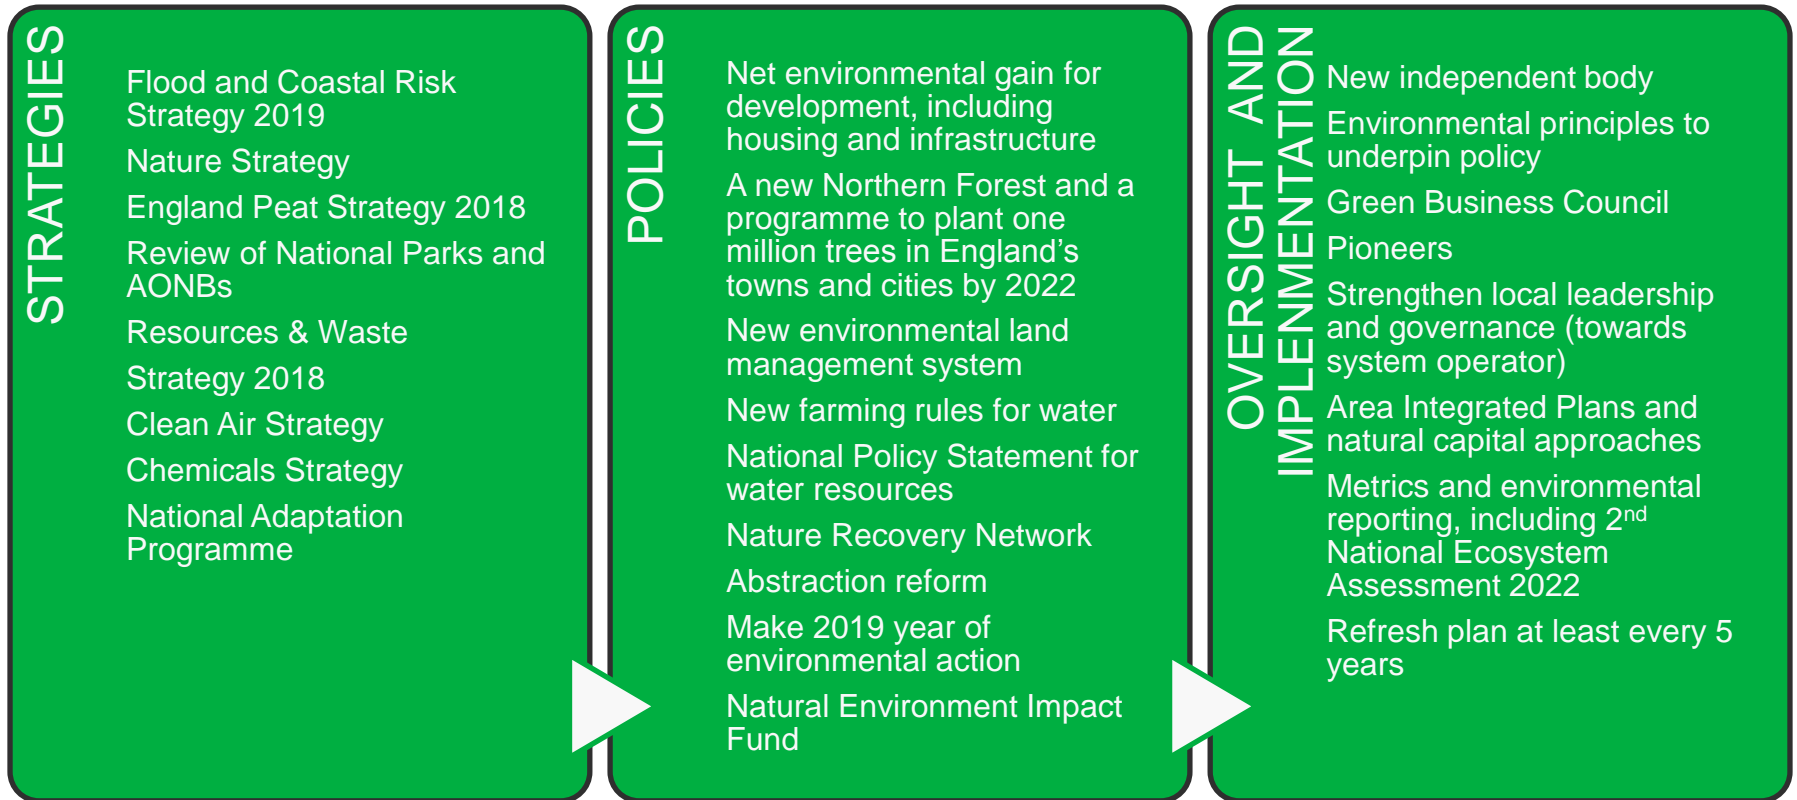 STRATEGIES
Flood and Coastal Risk
Strategy 2019
Nature Strategy
England Peat Strategy 2018
Review of National Parks and
AONBs
Resources & Waste
Strategy 2018
Clean Air Strategy
Chemicals Strategy
National Adaptation
Programme
POLICIES
Net environmental gain for
development, including
housing and infrastructure
A new Northern Forest and a
programme to plant one
million trees in England’s
towns and cities by 2022
New environmental land
management system
New farming rules for water
National Policy Statement for
water resources
Nature Recovery Network
Abstraction reform
Make 2019 year of
environmental action
Natural Environment Impact
Fund
OVERSIGHT AND
IMPLENMENTATION
New independent body
Environmental principles to
underpin policy
Green Business Council
Pioneers
Strengthen local leadership
and governance (towards
system operator)
Area Integrated Plans and
natural capital approaches
Metrics and environmental
reporting, including 2nd
National Ecosystem
Assessment 2022
Refresh plan at least every 5
years